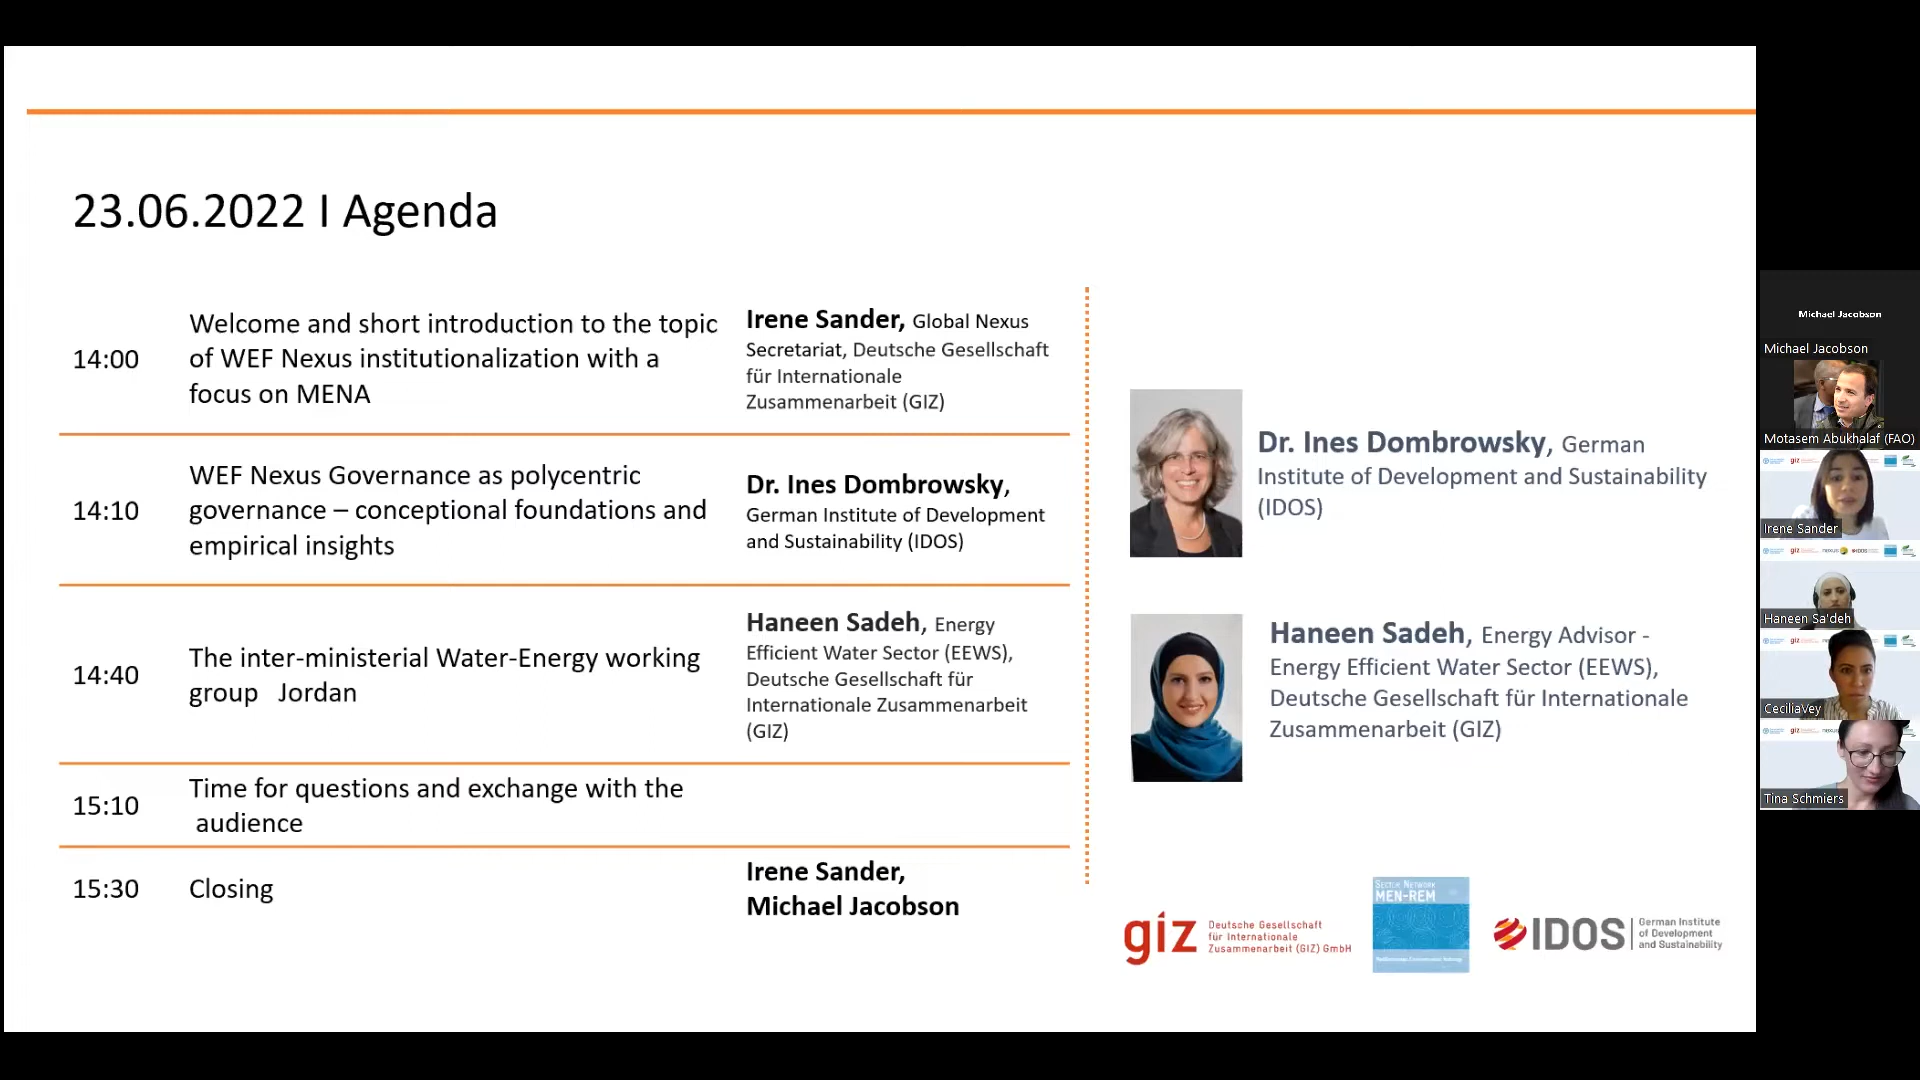 23.06.2022 I Agenda
14:00
Welcome and short introduction to the topic
of WEF Nexus institutionalization with a
focus on MENA
Irene Sander, Global Nexus
Secretariat, Deutsche Gesellschaft
für Internationale
Zusammenarbeit (GIZ)
14:10
WEF Nexus Governance as polycentric
governance – conceptional foundations and
empirical insights
Dr. Ines Dombrowsky,
German Institute of Development
and Sustainability (IDOS)
14:40
The inter-ministerial Water-Energy working
group Jordan
Haneen Sadeh, Energy
Efficient Water Sector (EEWS),
Deutsche Gesellschaft für
Internationale Zusammenarbeit
(GIZ)
15:10
Time for questions and exchange with the
audience
15:30
Closing
Irene Sander,
Michael Jacobson
Dr. Ines Dombrowsky, German
Institute of Development and Sustainability
(IDOS)
Haneen Sadeh, Energy Advisor -
Energy Efficient Water Sector (EEWS),
Deutsche Gesellschaft für Internationale
Zusammenarbeit (GIZ)
giz
Deutsche Gesellschaft
für Internationale
Zusammenarbeit (GIZ) GmbH
Sector Network
MEN-REM
IDOS
German Institute
of Development
and Sustainability
Michael Jacobson
Michael Jacobson
Motasem Abukhalaf (FAO)
giz
Irene Sander
giz
IDOS
Haneen Sa'deh
giz
CeciliaVey
giz
Tina Schmiers